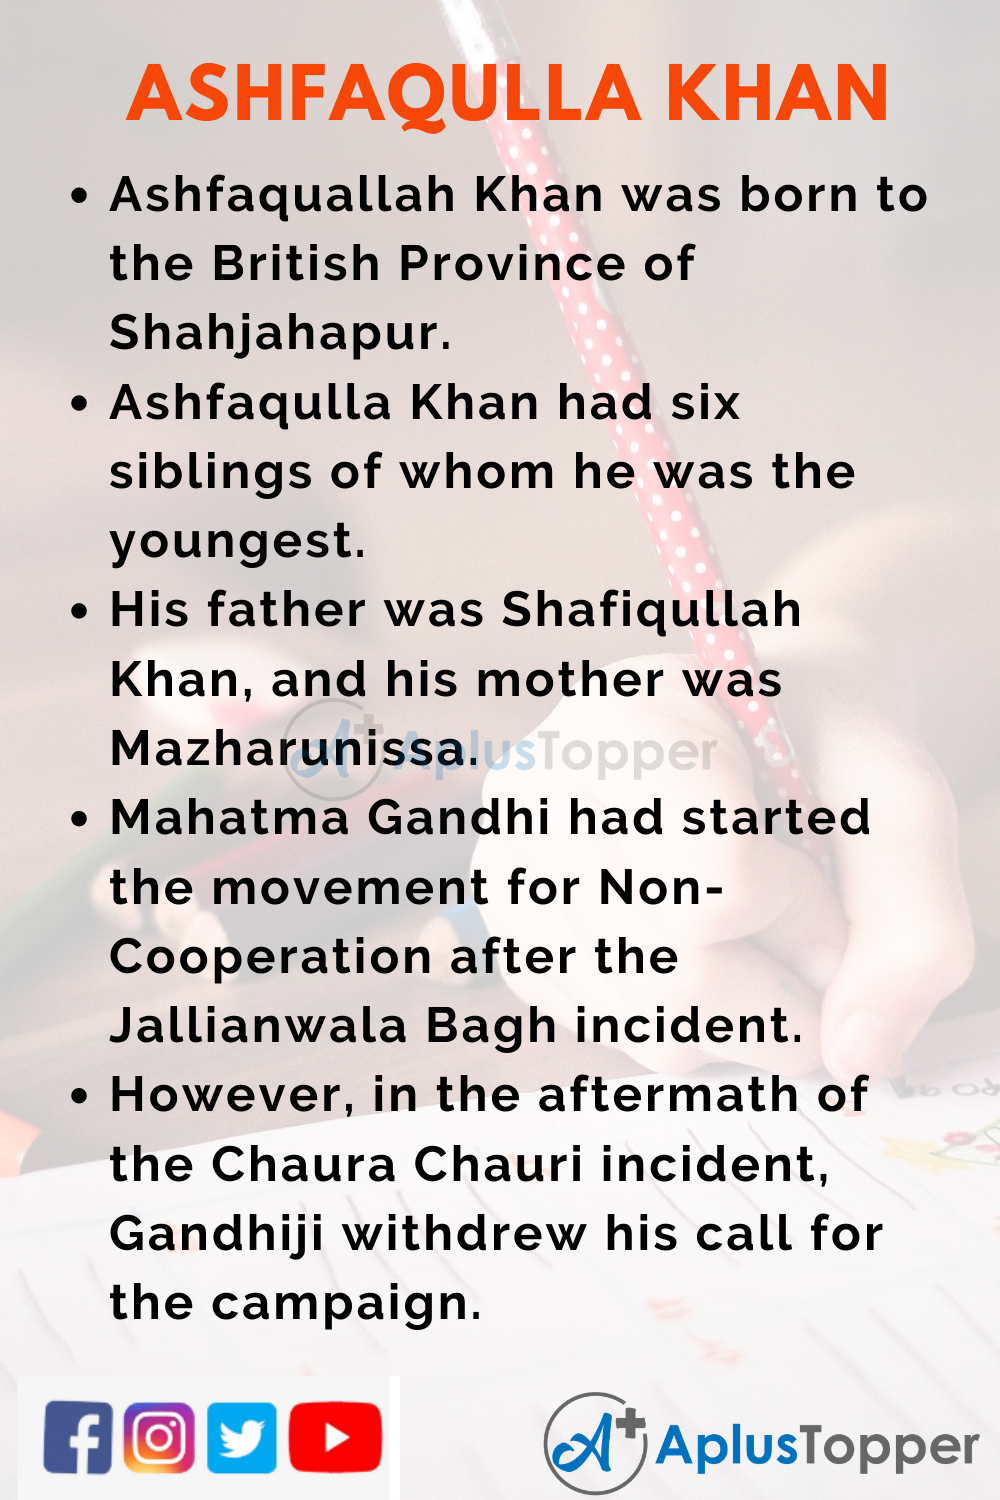 ASHFAQULLA KHAN
• Ashfaquallah Khan was born to
the British Province of
Shahjahapur.
• Ashfaqulla Khan had six
siblings of whom he was the
youngest.
• His father was Shafiqullah
Khan, and his mother was
Mazharunissa.
AplusTopper
• Mahatma Gandhi had started
the movement for Non-
Cooperation after the
Jallianwala Bagh incident.
• However, in the aftermath of
the Chaura Chauri incident,
Gandhiji withdrew his call for
the campaign.
A+ AplusTopper